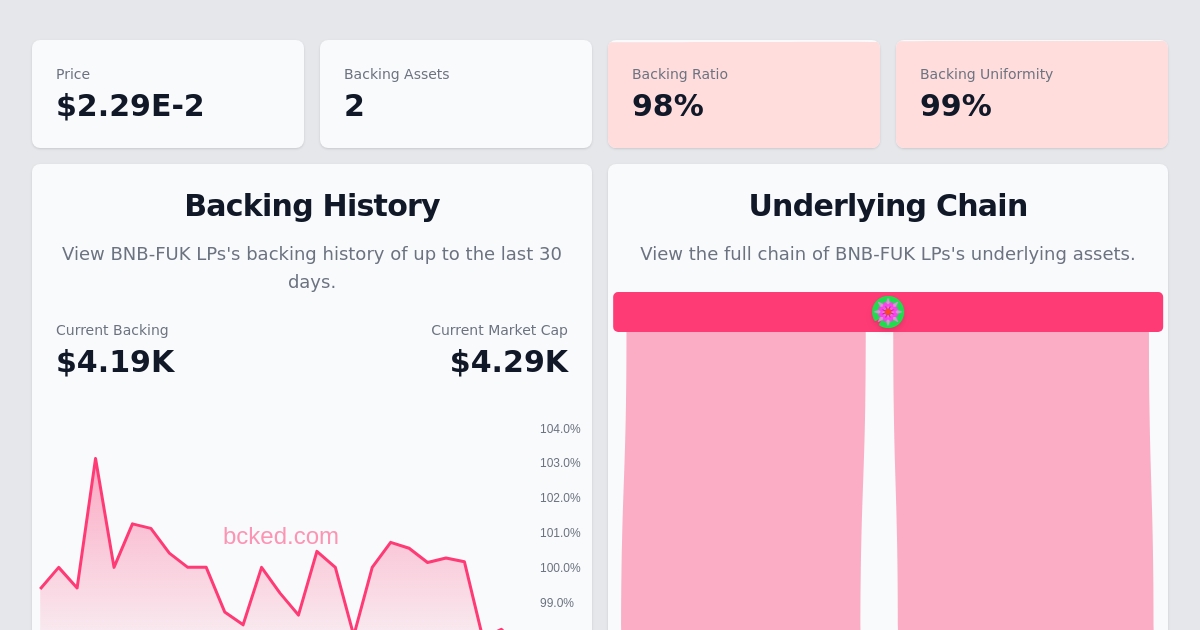 Price
$2.29E-2
Backing Assets
2
Backing Ratio
98%
Backing Uniformity
99%
Backing History
View BNB-FUK LPs's backing history of up to the last 30
days.
Current Backing
$4.19K
Current Market Cap
$4.29K
104.0%
103.0%
102.0%
101.0%
100.0%
99.0%
bcked.com
Underlying Chain
View the full chain of BNB-FUK LPs's underlying assets.